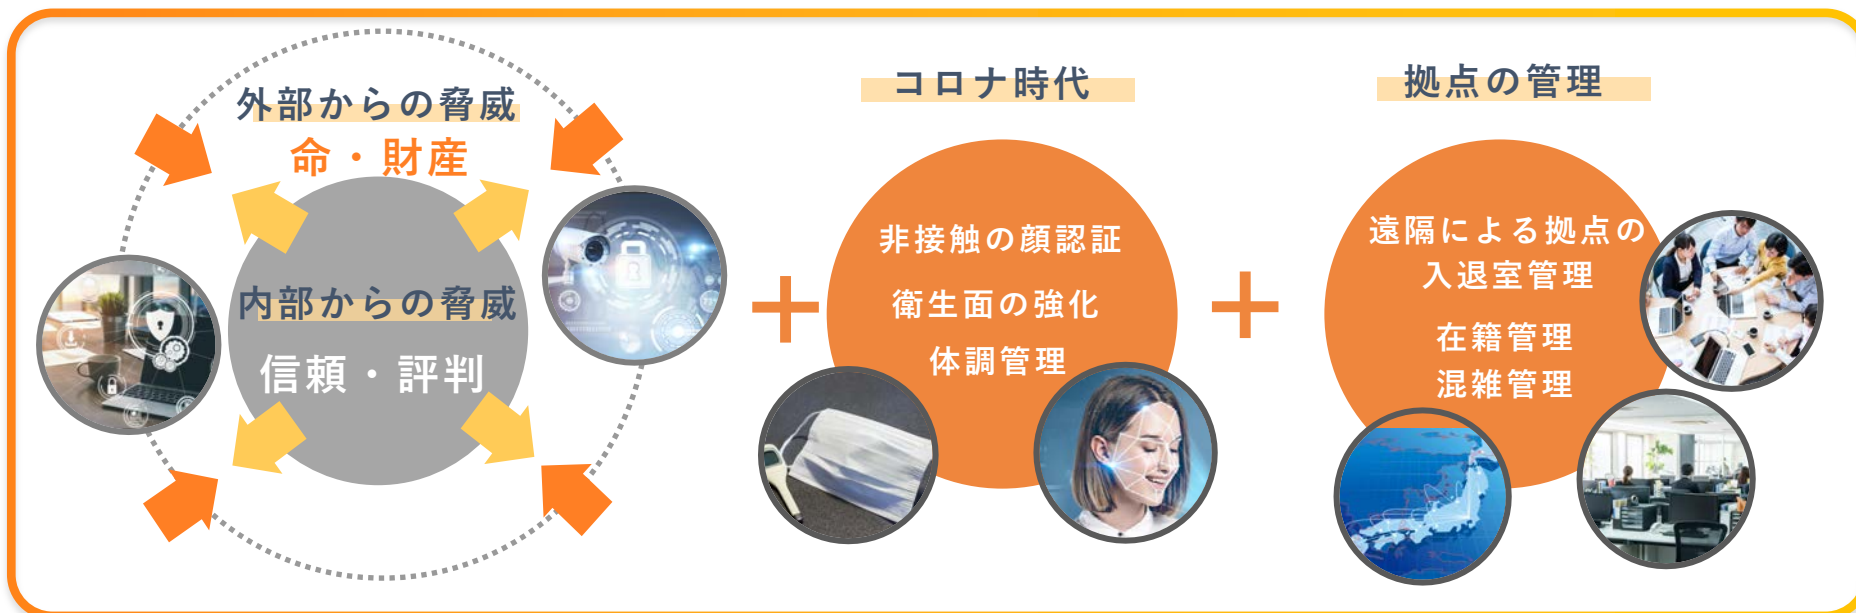 外部からの脅威
命・財産
内部からの脅威
信頼・評判
+
コロナ時代
非接触の顔認証
衛生面の強化
体調管理
+
拠点の管理
遠隔による拠点の
入退室管理
在籍管理
混雑管理